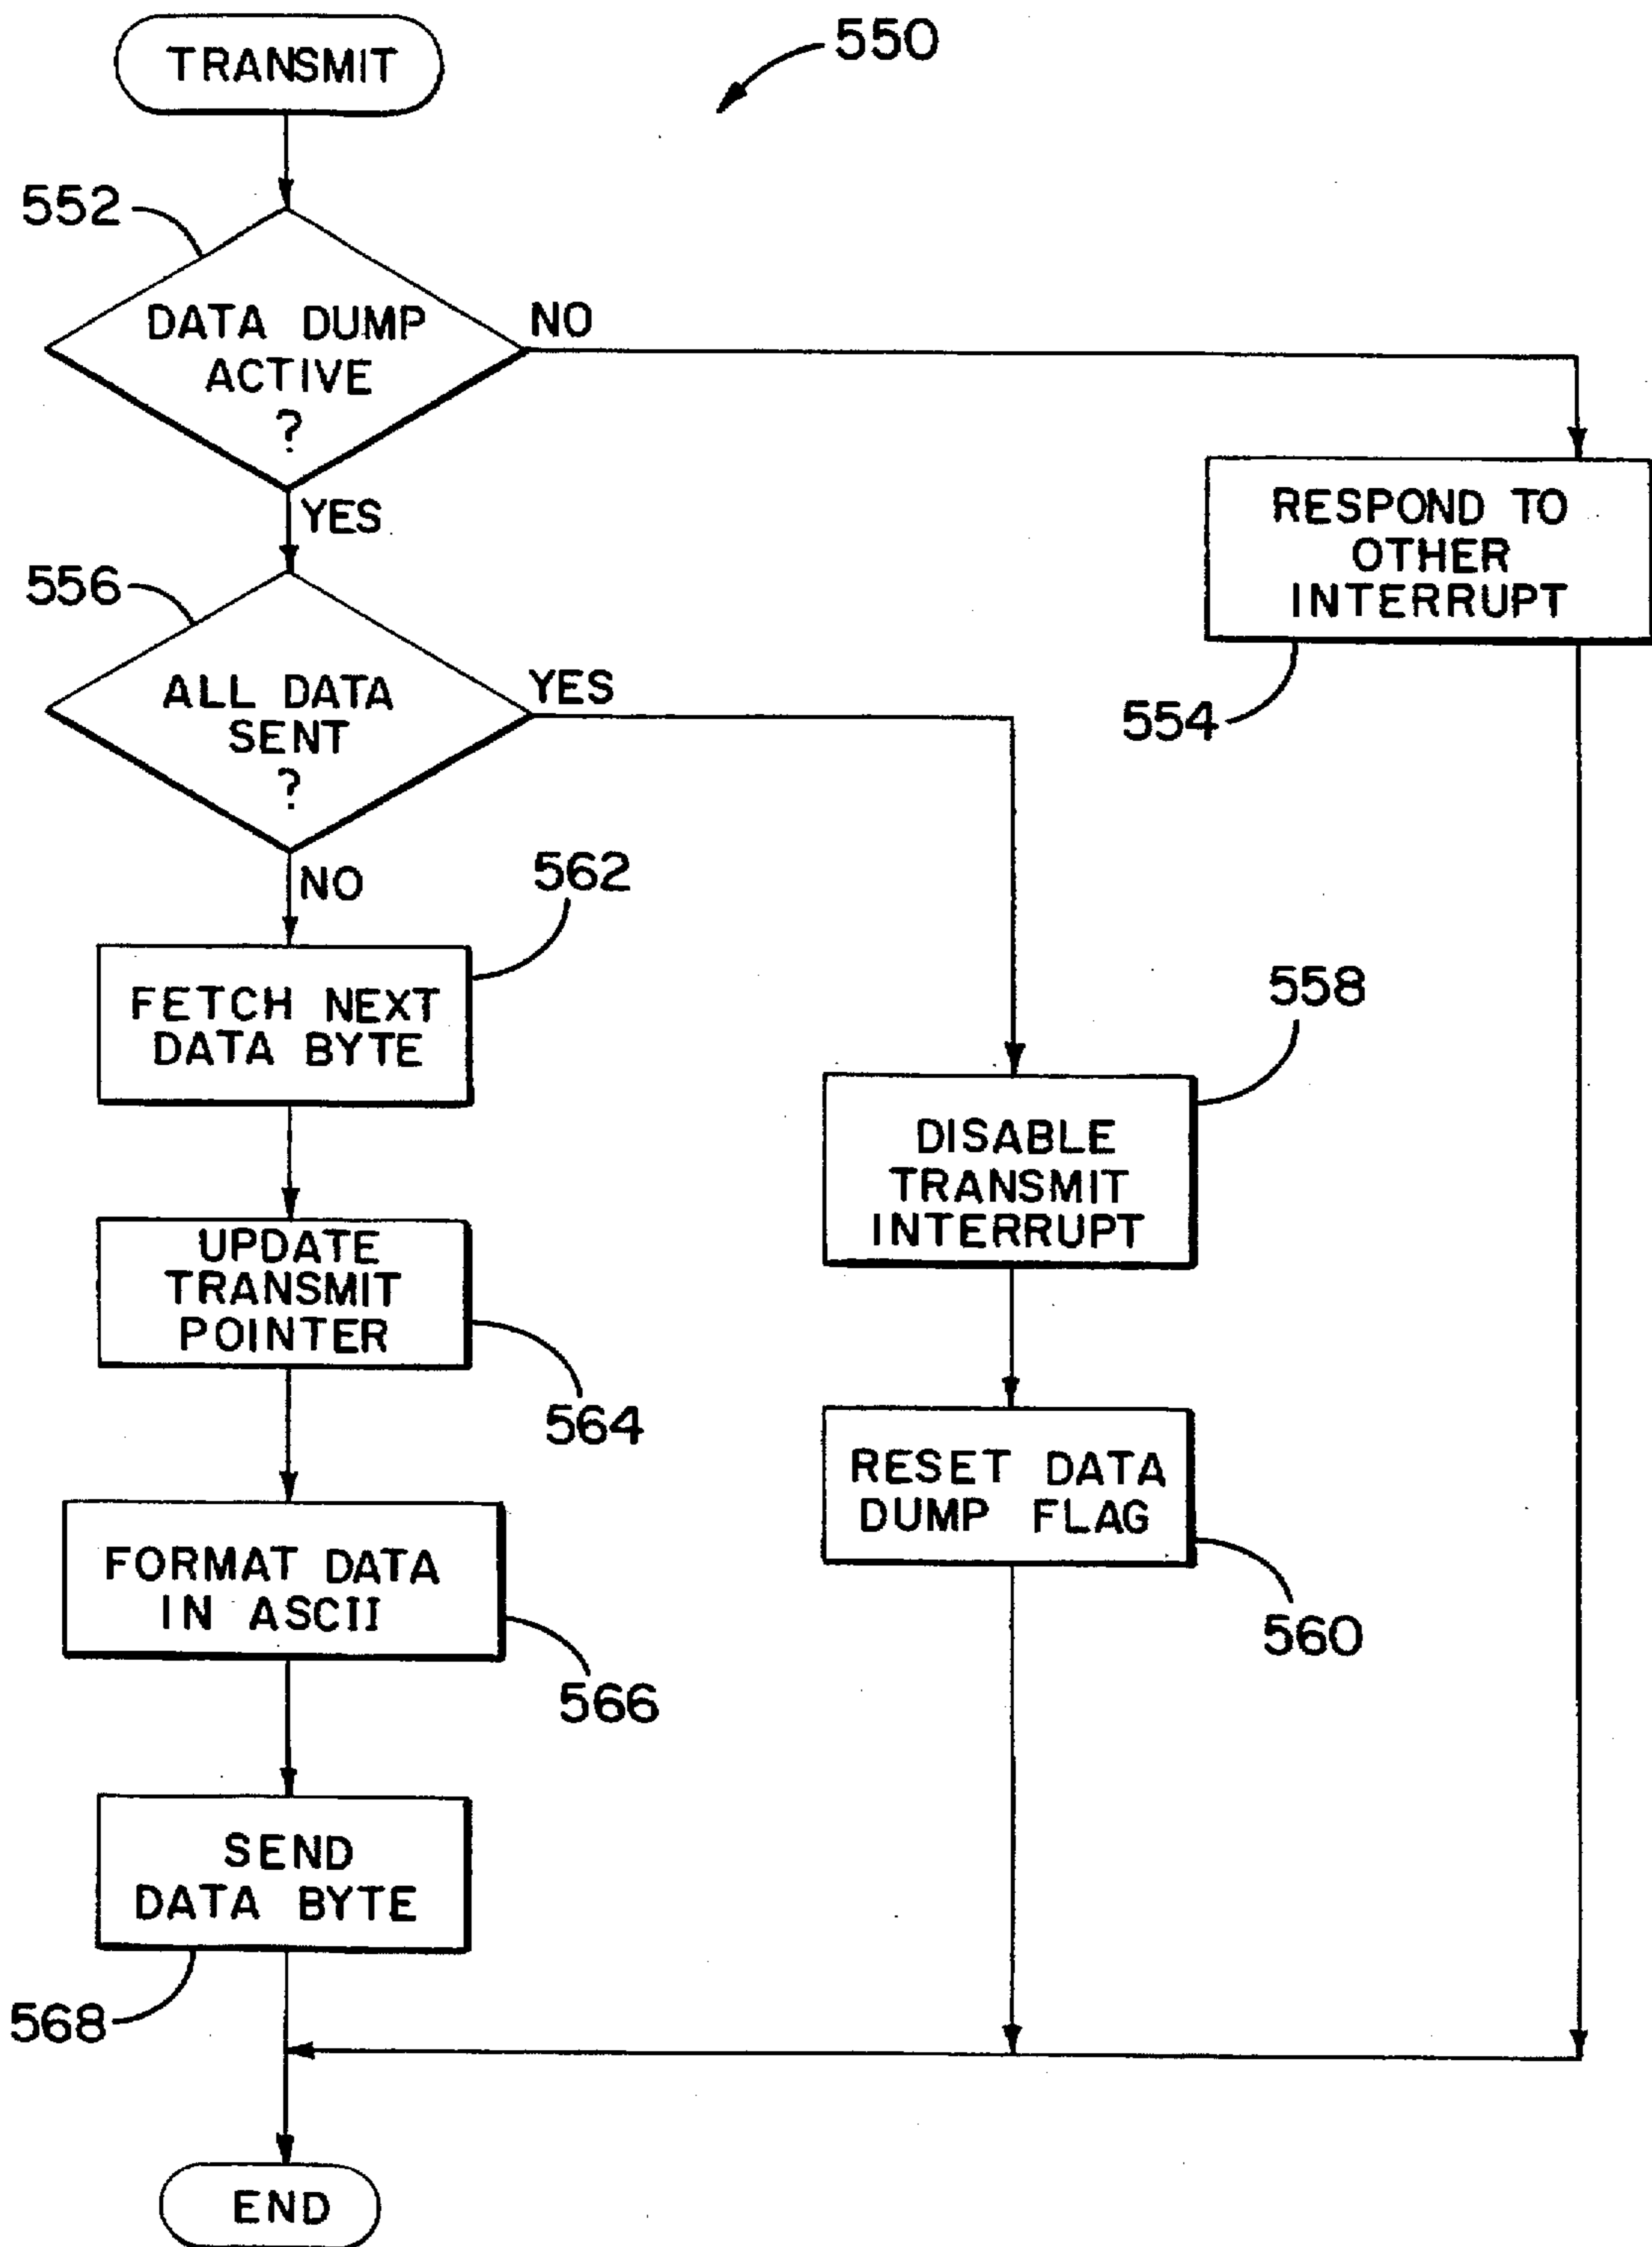 TRANSMIT
550
552
DATA DUMP
ACTIVE
?
NO
YES
RESPOND TO
OTHER
INTERRUPT
554
556
ALL DATA
SENT
?
YES
NO
562
FETCH NEXT
DATA BYTE
558
DISABLE
TRANSMIT
INTERRUPT
UPDATE
TRANSMIT
POINTER
564
RESET DATA
DUMP FLAG
560
FORMAT DATA
IN ASCII
566
SEND
DATA BYTE
568
END